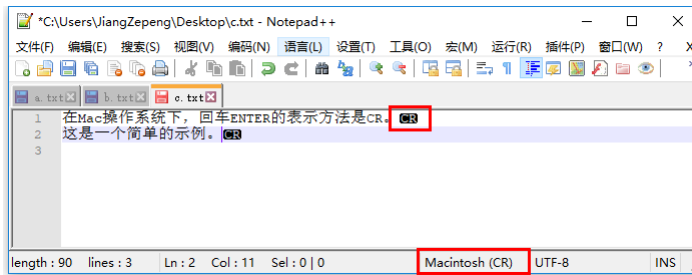 *C:\Users\JiangZepeng\Desktop\c.txt - Notepad++
文件(F) 编辑(E) 搜索(S) 视图(V) 编码(N) 语言(L) 设置(T) 工具(O) 宏(M) 运行(R) 插件(P) 窗口(W) ? X
a.txt b.txt c.txt
1 在Mac操作系统下，回车ENTER的表示方法是CR。CR
2 这是一个简单的示例。CR
3
length : 90 lines : 3 Ln : 2 Col : 11 Sel : 0 | 0 Macintosh (CR) UTF-8 INS